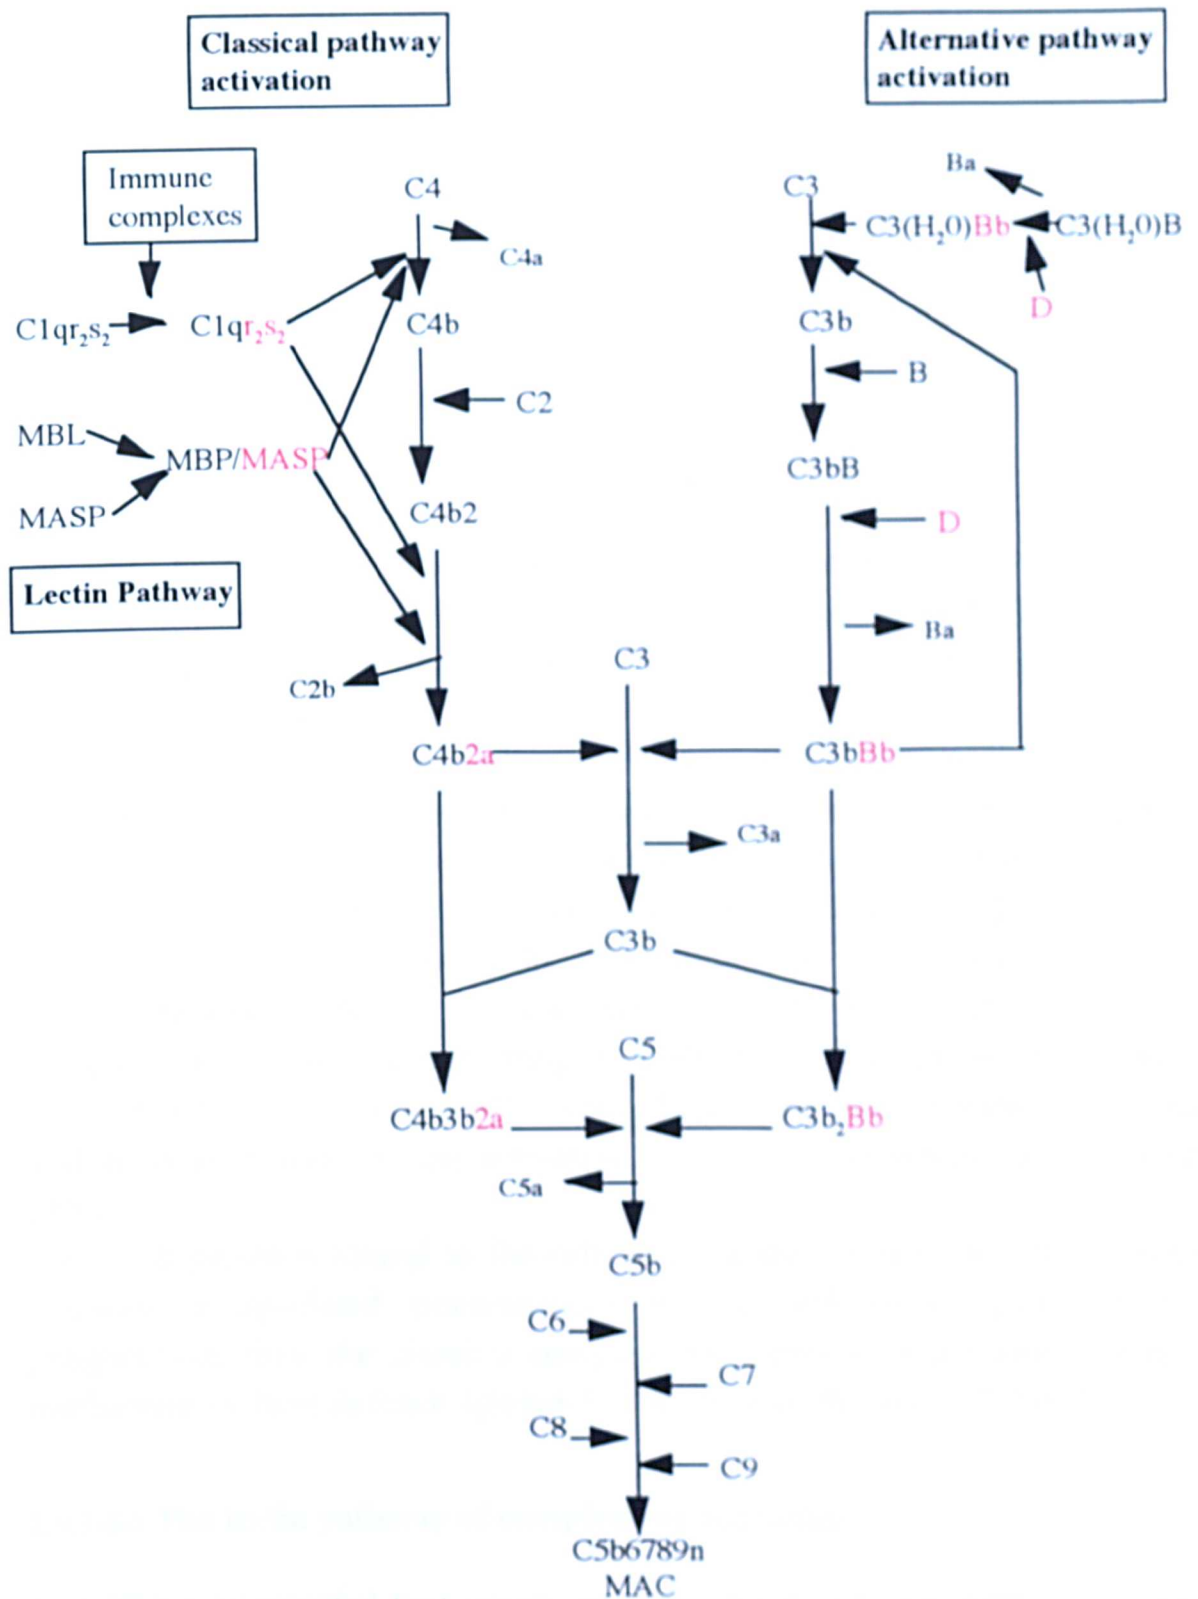 Classical pathway
activation
Alternative pathway
activation
Immune
complexes
C4
C4a
C3
Ba
C3(H₂0)Bb
C3(H₂0)B
D
C1qr₂s₂
C1qr₂s₂
C4b
C3b
B
C2
MBL
MBP/MASP
MASP
C3bB
C4b2
D
Lectin Pathway
Ba
C3
C2b
C4b2a
C3bBb
C3a
C3b
C5
C4b3b2a
C3b₂Bb
C5a
C5b
C6
C7
C8
C9
C5b6789n
MAC